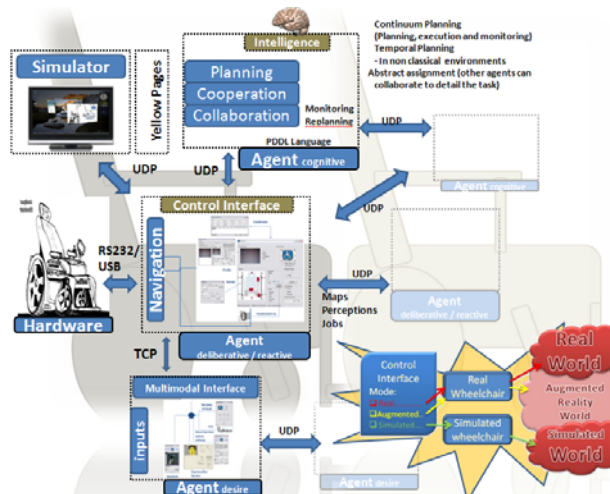 Intelligence
Simulator
Yellow Pages
Planning
Cooperation
Collaboration
Monitoring
Replanning
PDDL Language
Agent cognitive
Continuum Planning
(Planning, execution and monitoring)
Temporal Planning
- In non classical environments
Abstract assignment (other agents can
collaborate to detail the task)
UDP
UDP
UDP
Agent cognitive
Control Interface
UDP
Navigation
RS232/
USB
Hardware
UDP
Maps
Perceptions
Jobs
Agent
deliberative / reactive
Agent
deliberative / reactive
TCP
Multimodal Interface
inputs
Agent desire
UDP
Agent desire
Control
Interface
Mode:
Real...
Augmented...
Simulated...
Real
Wheelchair
Simulated
wheelchair
Real
World
Augmented
Reality
World
Simulated
World